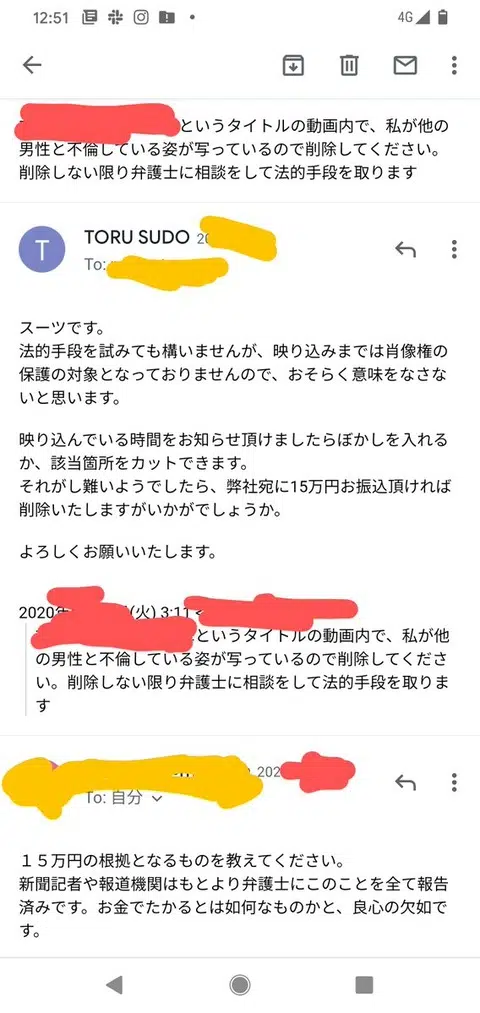 12:51
4G
というタイトルの動画内で、私が他の
男性と不倫している姿が写っているので削除してください。
削除しない限り弁護士に相談をして法的手段を取ります
T
TORU SUDO 20
To:
スーツです。
法的手段を試みても構いませんが、映り込みまでは肖像権の
保護の対象となっておりませんので、おそらく意味をなさな
いと思います。
映り込んでいる時間をお知らせ頂けましたらぼかしを入れる
か、該当箇所をカットできます。
それがし難いようでしたら、弊社宛に15万円お振込頂ければ
削除いたしますがいかがでしょうか。
よろしくお願いいたします。
2020年 (火) 3:11 <
というタイトルの動画内で、私が他
の男性と不倫している姿が写っているので削除してくださ
い。削除しない限り弁護士に相談をして法的手段を取りま
す
202
To: 自分
１５万円の根拠となるものを教えてください。
新聞記者や報道機関はもとより弁護士にこのことを全て報告
済みです。お金でたかるとは如何なものかと、良心の欠如で
す。